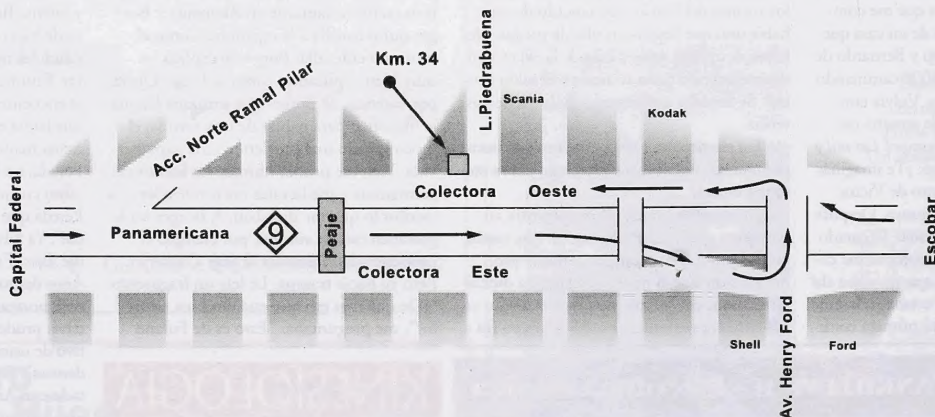 Km. 34
L.Piedrabuena
Scania
Kodak
Acc. Norte Ramal Pilar
Colectora Oeste
Capital Federal
Panamericana
9
Peaje
Escobar
Colectora Este
Shell
Av. Henry Ford
Ford